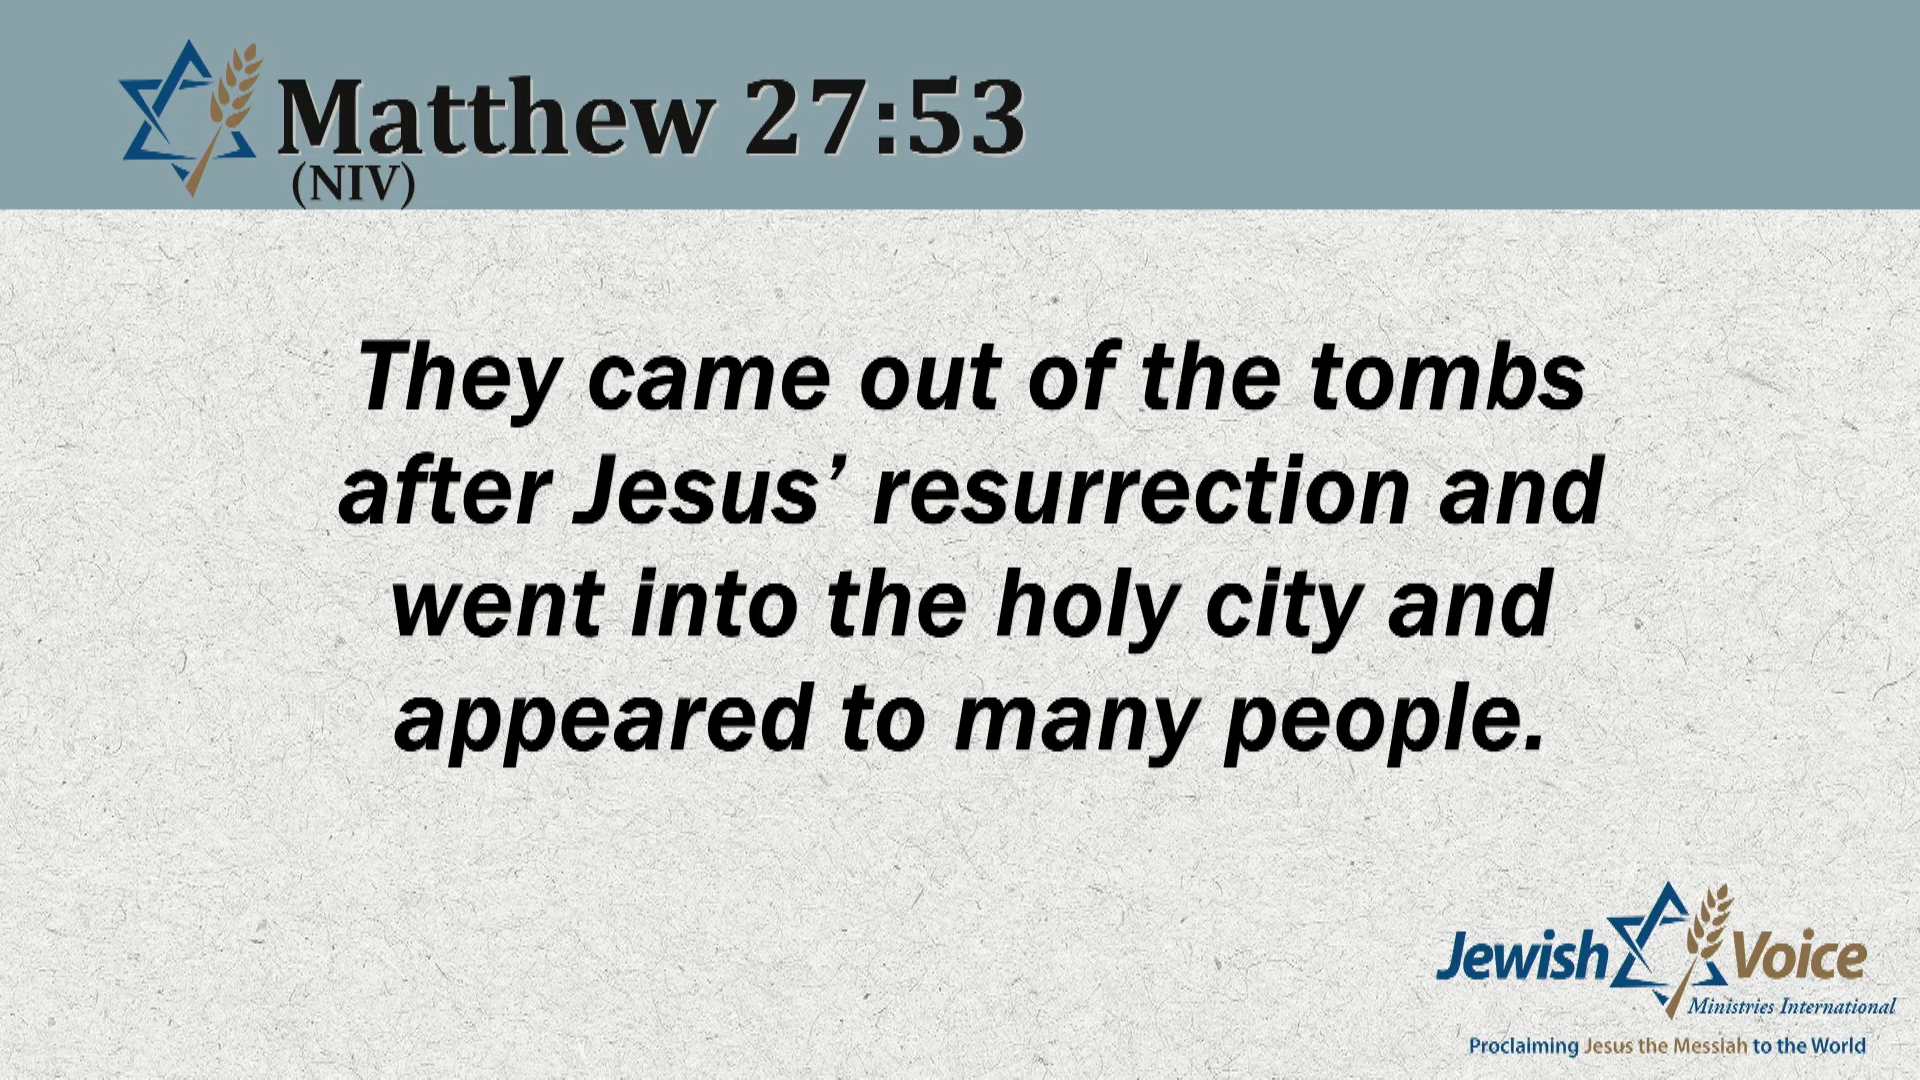 Matthew 27:53
(NIV)
They came out of the tombs
after Jesus’ resurrection and
went into the holy city and
appeared to many people.
Jewish Voice
Ministries International
Proclaiming Jesus the Messiah to the World